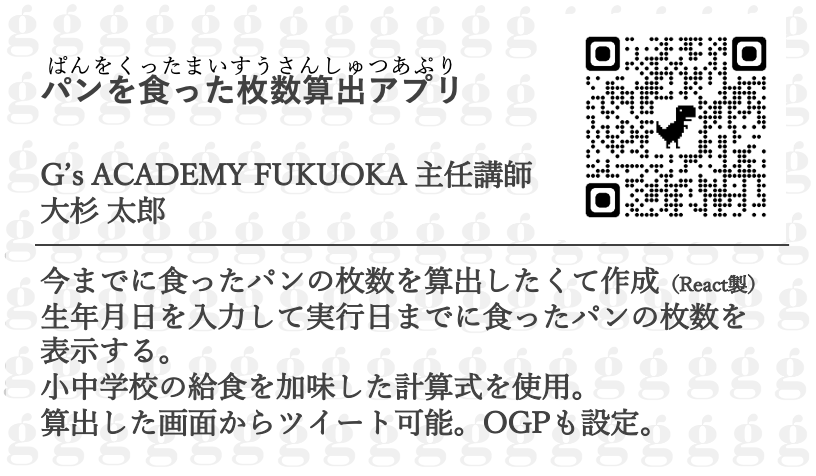 ぱんをくったまいすうさんしゅつあぷり
パンを食った枚数算出アプリ
G’s ACADEMY FUKUOKA 主任講師
大杉 太郎
今までに食ったパンの枚数を算出したくて作成（React製）
生年月日を入力して実行日までに食ったパンの枚数を
表示する。
小中学校の給食を加味した計算式を使用。
算出した画面からツイート可能。OGPも設定。